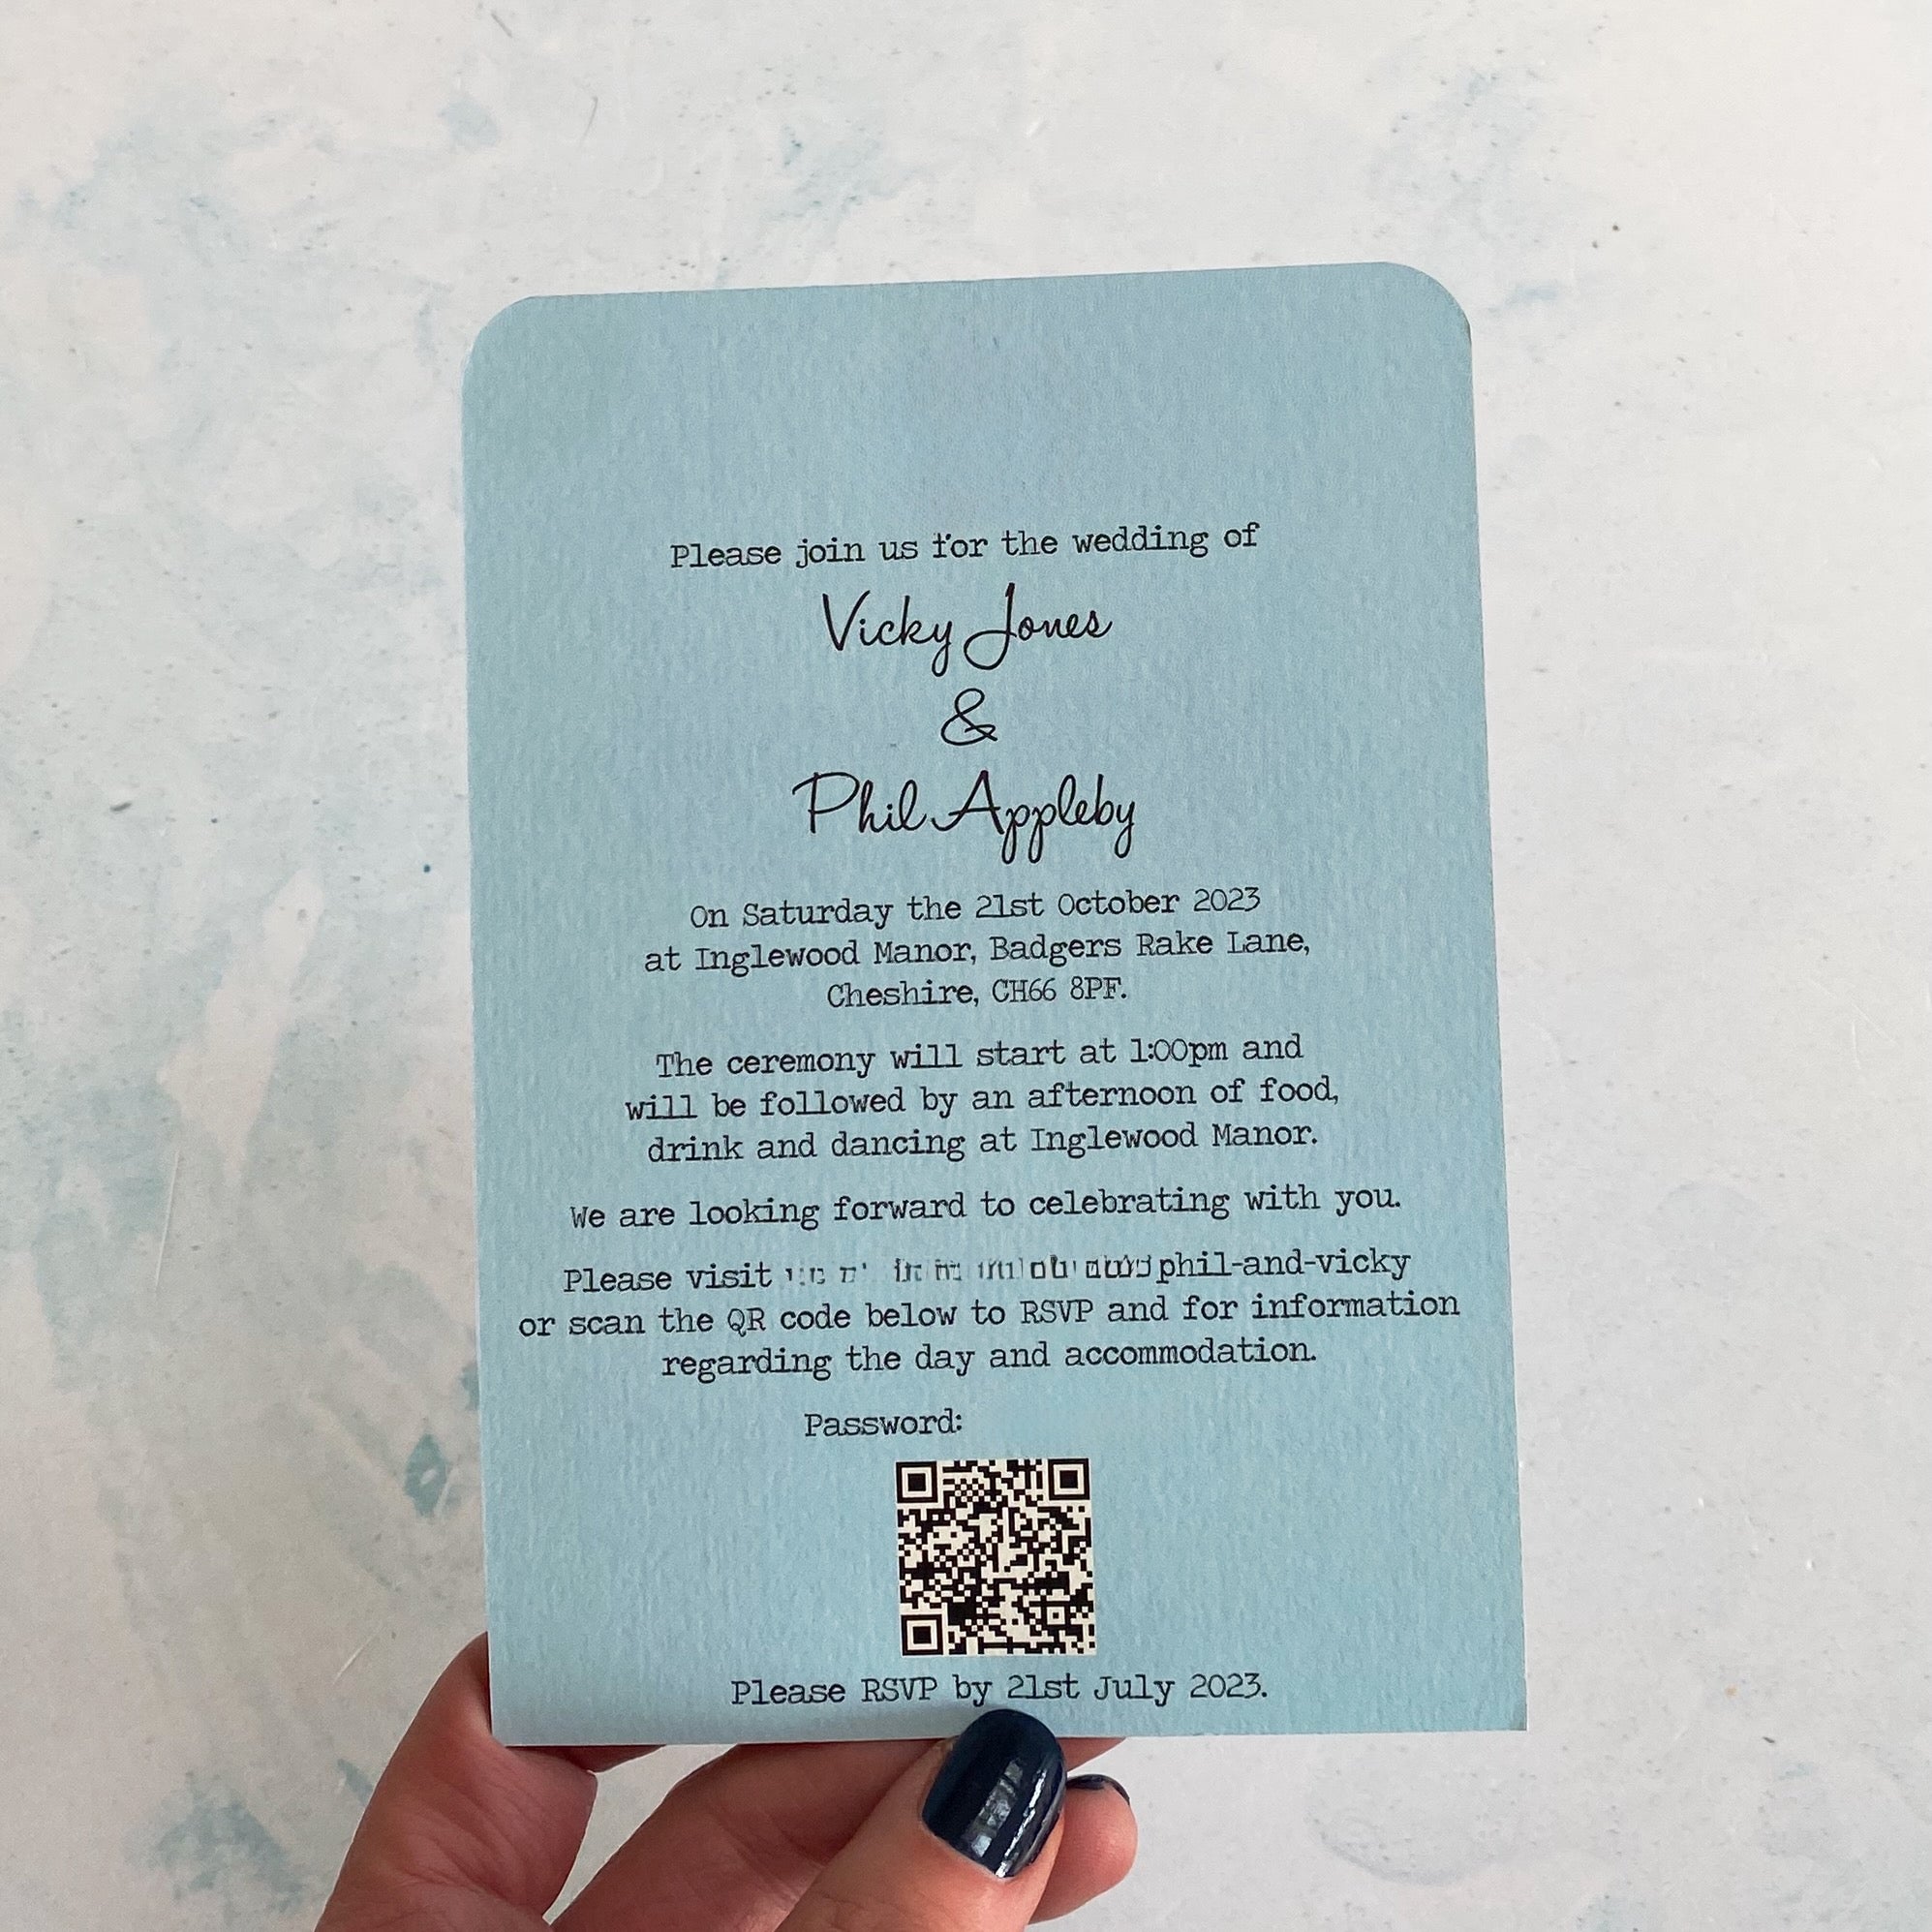 Please join us for the wedding of
Vicky Jones
&
Phil Appleby
On Saturday the 21st October 2023
at Inglewood Manor, Badgers Rake Lane,
Cheshire, CH66 8PF.
The ceremony will start at 1:00pm and
will be followed by an afternoon of food,
drink and dancing at Inglewood Manor.
We are looking forward to celebrating with you.
Please visit phil-and-vicky
or scan the QR code below to RSVP and for information
regarding the day and accommodation.
Password:
Please RSVP by 21st July 2023.